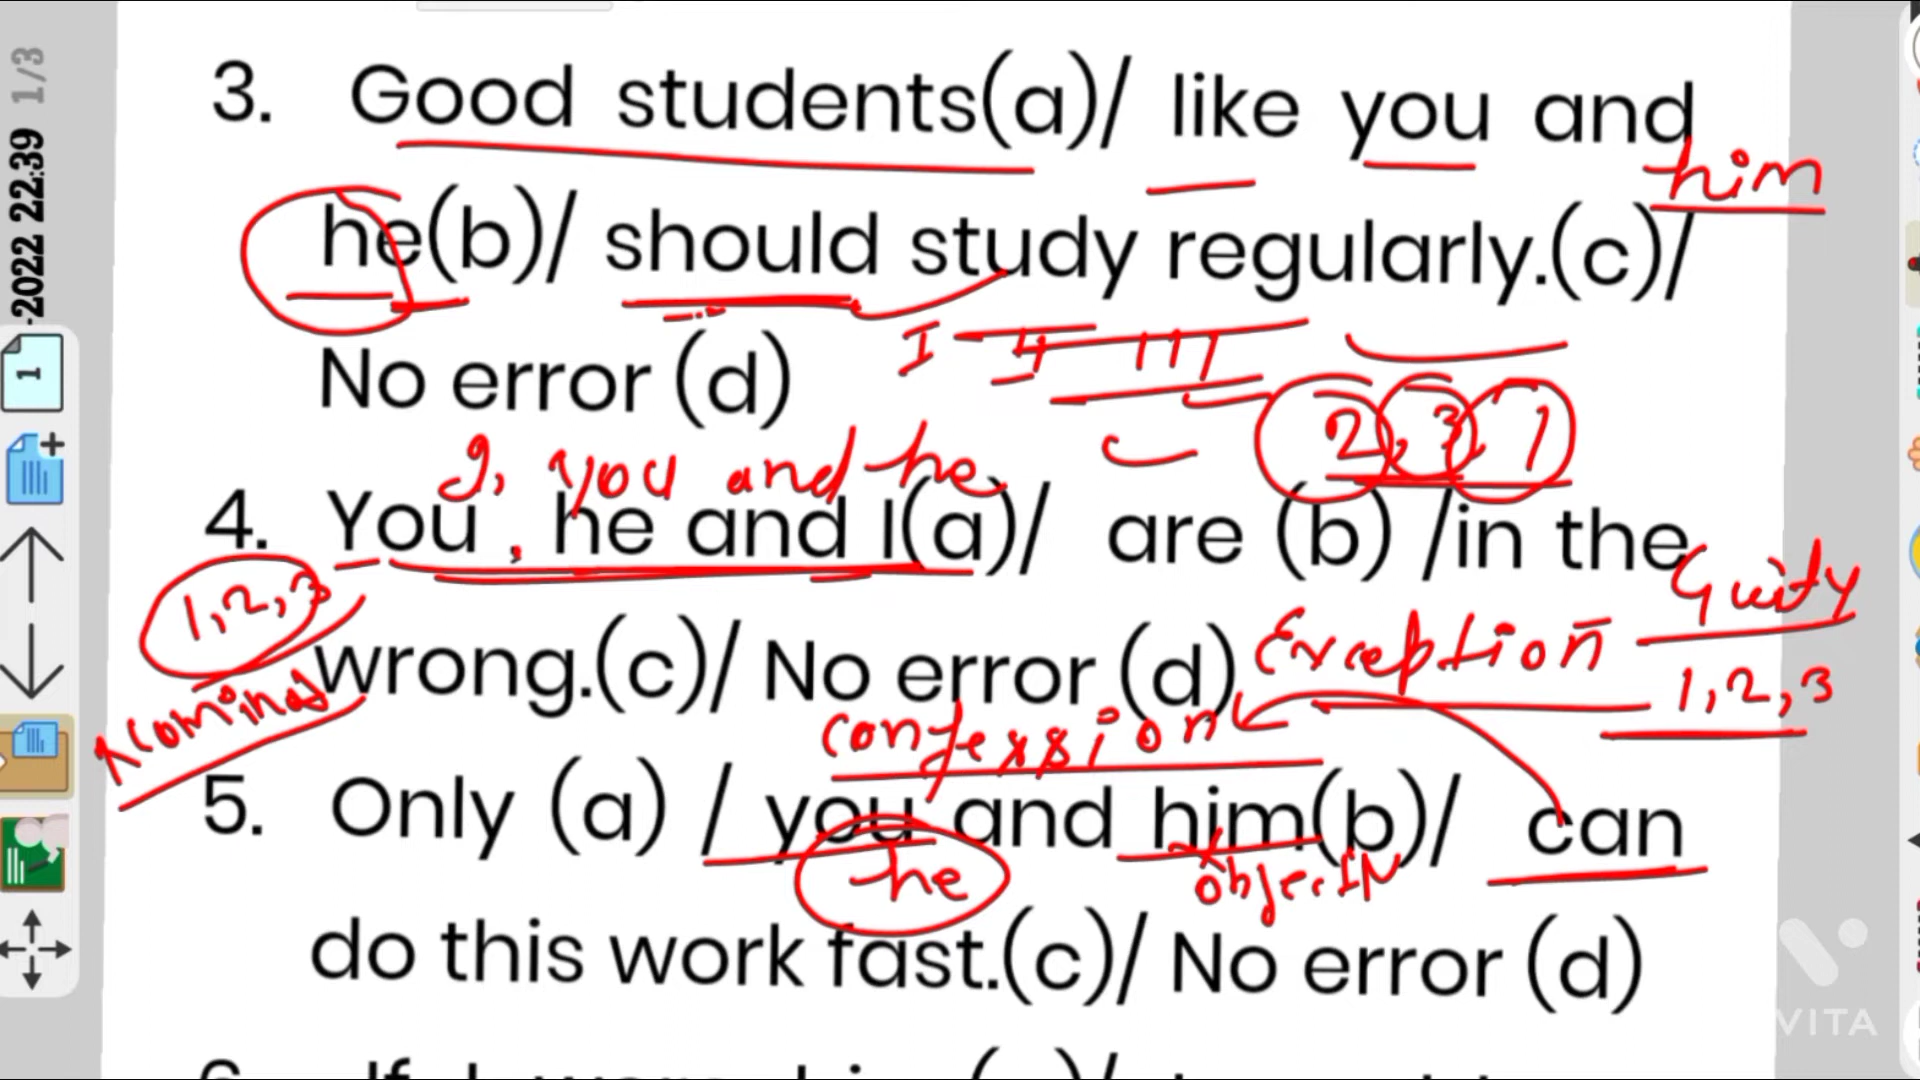 3. Good students(a)/ like you and
him
he(b)/ should study regularly.(c)/
I II III
No error (d)
2, 3, 1
I, you and he
4. You , he and I(a)/ are (b) /in the
Guilty
1,2,3
wrong.(c)/ No error (d)
Exception
1,2,3
confession
5. Only (a) / you and him(b)/ can
he
do this work fast.(c)/ No error (d)
-2022 22:39 1/3
1
VITA